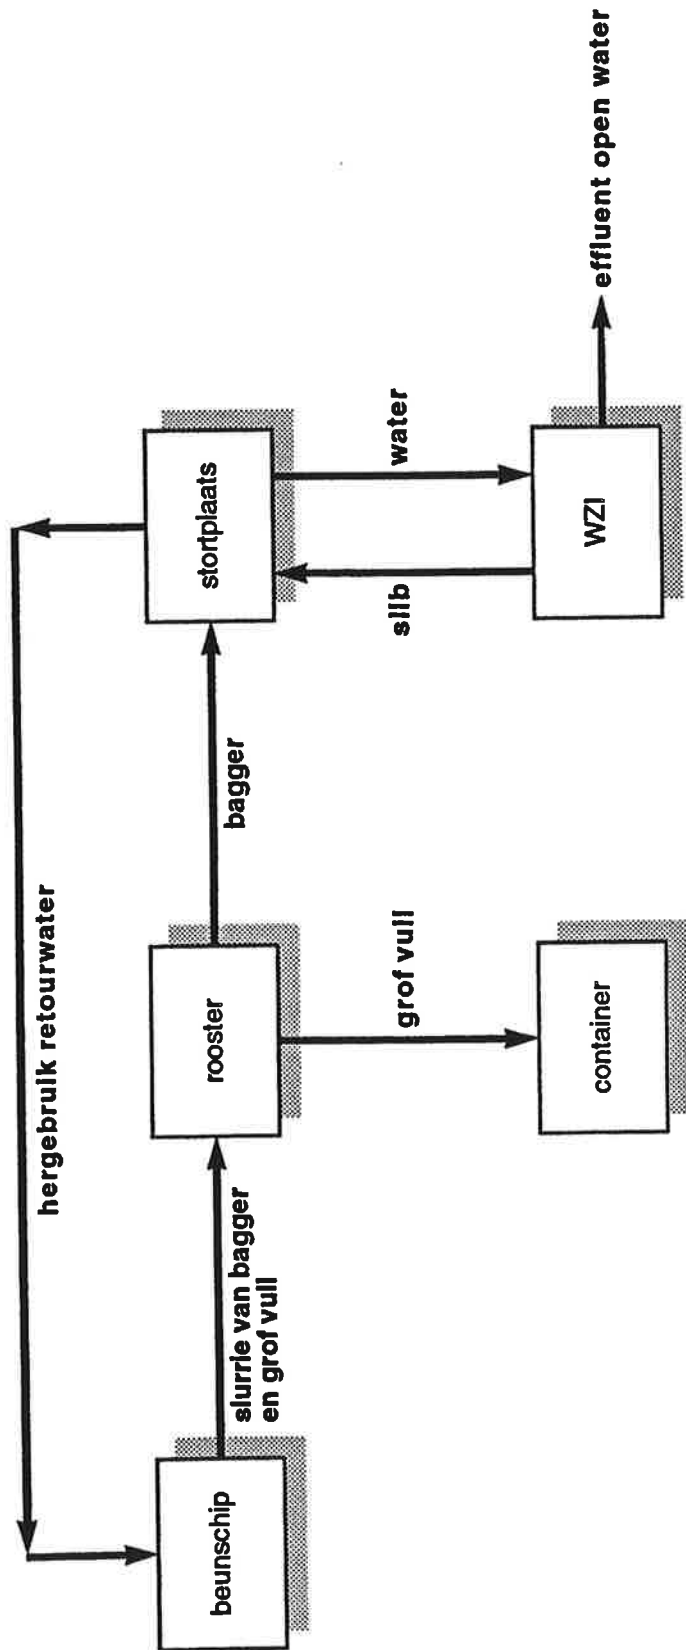 hergebruik retourwater
beunschip
slurrie van bagger
en grof vuil
rooster
bagger
stortplaats
grof vuil
slib
water
container
WZI
effluent open water